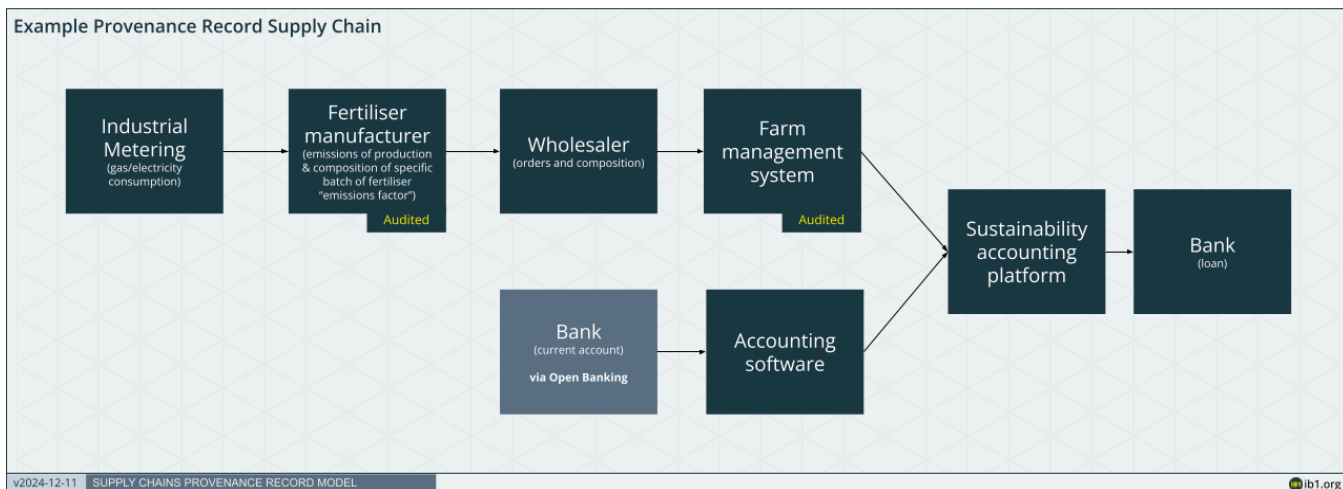 Example Provenance Record Supply Chain
Industrial
Metering
(gas/electricity
consumption)
Fertiliser
manufacturer
(emissions of production
& composition of specific
batch of fertiliser
“emissions factor”)
Audited
Wholesaler
(orders and composition)
Farm
management
system
Audited
Bank
(current account)
via Open Banking
Accounting
software
Sustainability
accounting
platform
Bank
(loan)
v2024-12-11
SUPPLY CHAINS PROVENANCE RECORD MODEL
ib1.org